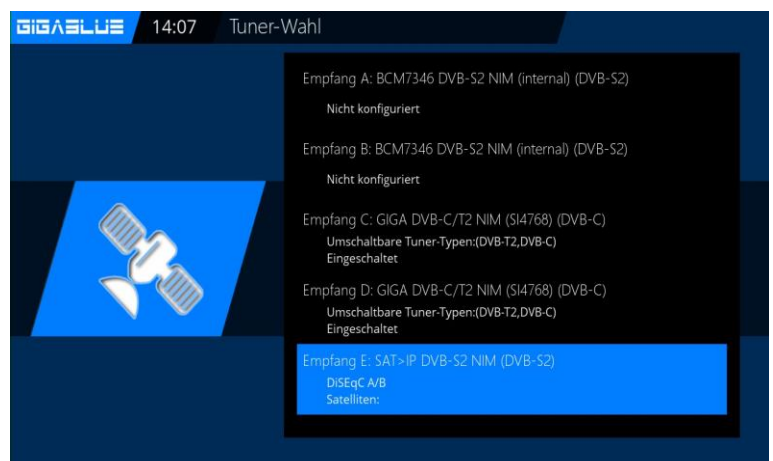 GIGABLUE 14:07 Tuner-Wahl
Empfang A: BCM7346 DVB-S2 NIM (internal) (DVB-S2)
Nicht konfiguriert
Empfang B: BCM7346 DVB-S2 NIM (internal) (DVB-S2)
Nicht konfiguriert
Empfang C: GIGA DVB-C/T2 NIM (SI4768) (DVB-C)
Umschaltbare Tuner-Typen:(DVB-T2,DVB-C)
Eingeschaltet
Empfang D: GIGA DVB-C/T2 NIM (SI4768) (DVB-C)
Umschaltbare Tuner-Typen:(DVB-T2,DVB-C)
Eingeschaltet
Empfang E: SAT>IP DVB-S2 NIM (DVB-S2)
DiSEqC A/B
Satelliten: